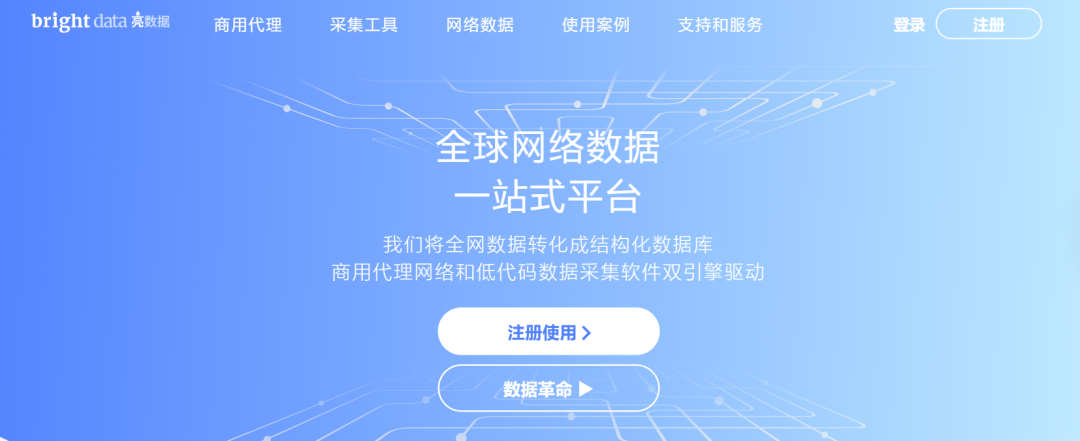 bright data 亮数据
商用代理
采集工具
网络数据
使用案例
支持和服务
登录
注册
全球网络数据
一站式平台
我们将全网数据转化成结构化数据库
商用代理网络和低代码数据采集软件双引擎驱动
注册使用
数据革命